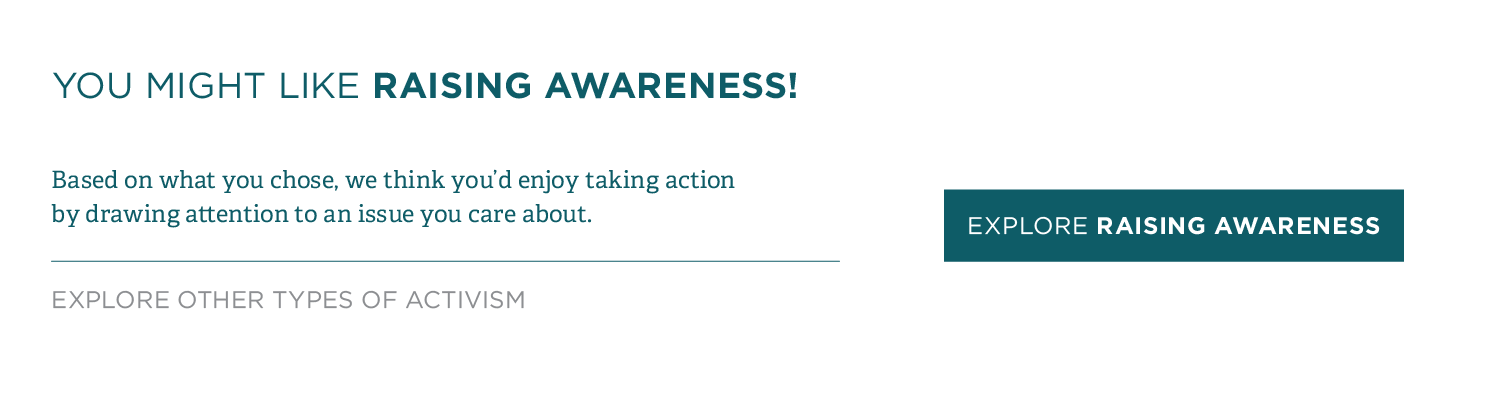 YOU MIGHT LIKE RAISING AWARENESS!
Based on what you chose, we think you’d enjoy taking action
by drawing attention to an issue you care about.
EXPLORE RAISING AWARENESS
EXPLORE OTHER TYPES OF ACTIVISM